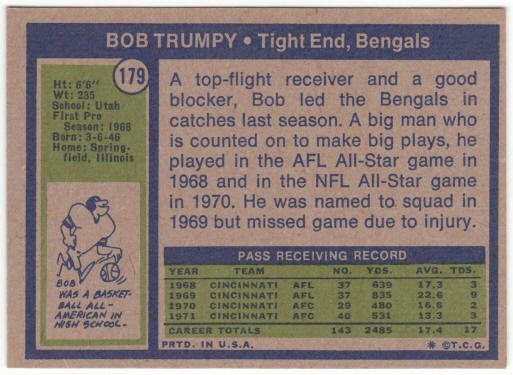 BOB TRUMPY • Tight End, Bengals
179
Ht: 6'6"
Wt: 235
School: Utah
First Pro
Season: 1968
Born: 3-6-46
Home: Spring-
field, Illinois
A top-flight receiver and a good
blocker, Bob led the Bengals in
catches last season. A big man who
is counted on to make big plays, he
played in the AFL All-Star game in
1968 and in the NFL All-Star game
in 1970. He was named to squad in
1969 but missed game due to injury.
BOB
WAS A BASKET-
BALL ALL-
AMERICAN IN
HIGH SCHOOL.
PASS RECEIVING RECORD
YEAR TEAM NO. YDS. AVG. TDS.
1968 CINCINNATI AFL 37 639 17.3 3
1969 CINCINNATI AFL 37 835 22.6 9
1970 CINCINNATI AFC 29 480 16.6 2
1971 CINCINNATI AFC 40 531 13.3 3
CAREER TOTALS 143 2485 17.4 17
PRTD. IN U.S.A. * ©T.C.G.